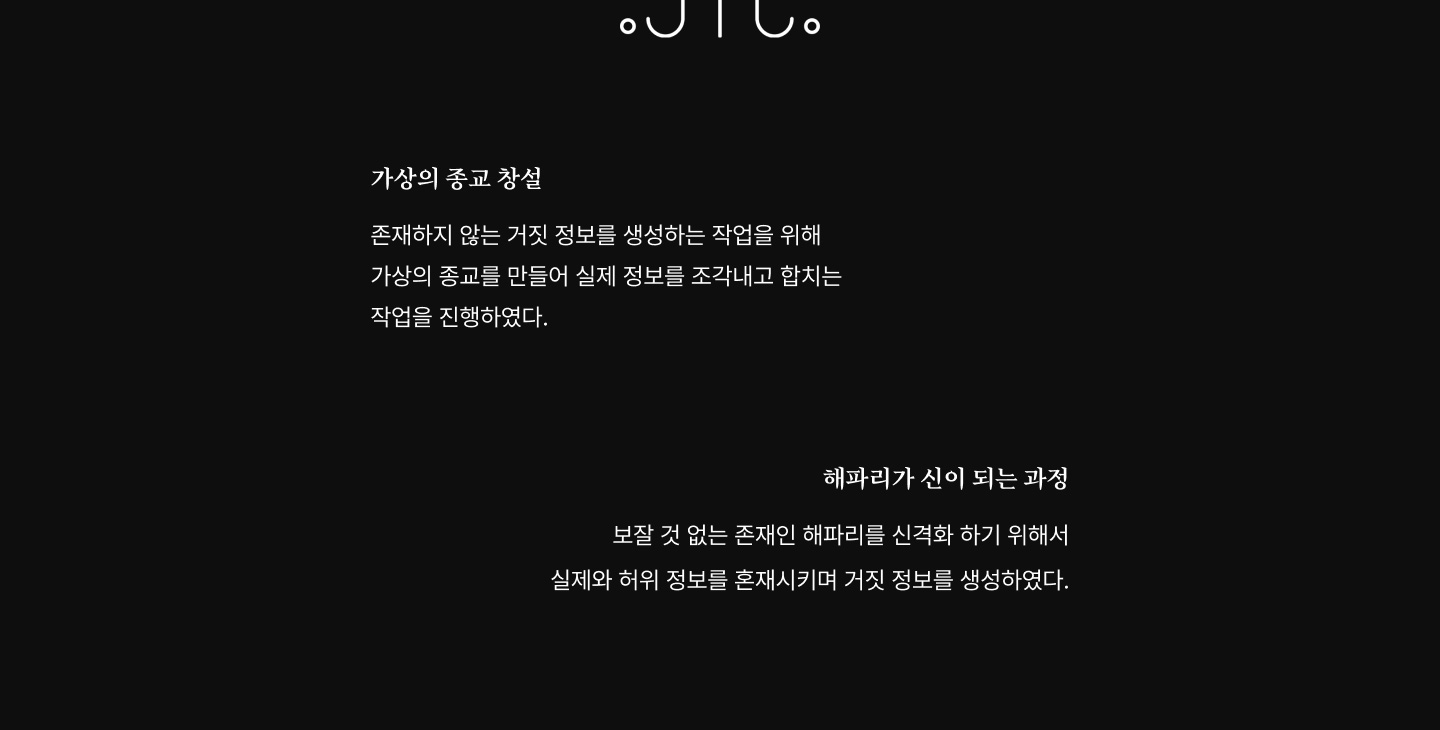 가상의 종교 창설
존재하지 않는 거짓 정보를 생성하는 작업을 위해
가상의 종교를 만들어 실제 정보를 조각내고 합치는
작업을 진행하였다.
해파리가 신이 되는 과정
보잘 것 없는 존재인 해파리를 신격화 하기 위해서
실제와 허위 정보를 혼재시키며 거짓 정보를 생성하였다.